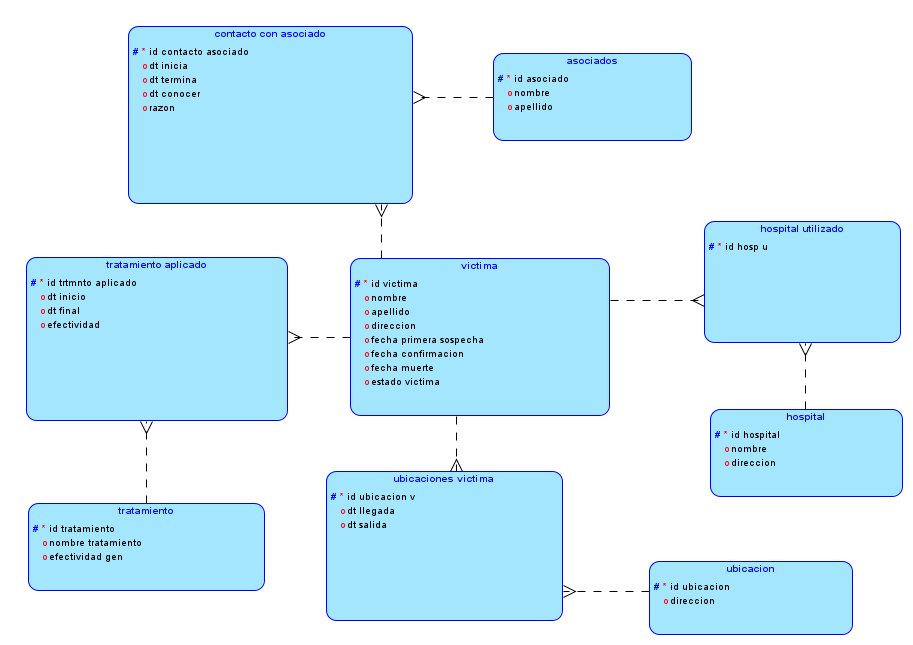 contacto con asociado
# * id contacto asociado
o dt inicia
o dt termina
o dt conocer
o razon
asociados
# * id asociado
o nombre
o apellido
hospital utilizado
# * id hosp u
tratamiento aplicado
# * id trtmnto aplicado
o dt inicio
o dt final
o efectividad
victima
# * id victima
o nombre
o apellido
o direccion
o fecha primera sospecha
o fecha confirmacion
o fecha muerte
o estado victima
hospital
# * id hospital
o nombre
o direccion
ubicaciones victima
# * id ubicacion v
o dt llegada
o dt salida
tratamiento
# * id tratamiento
o nombre tratamiento
o efectividad gen
ubicacion
# * id ubicacion
o direccion